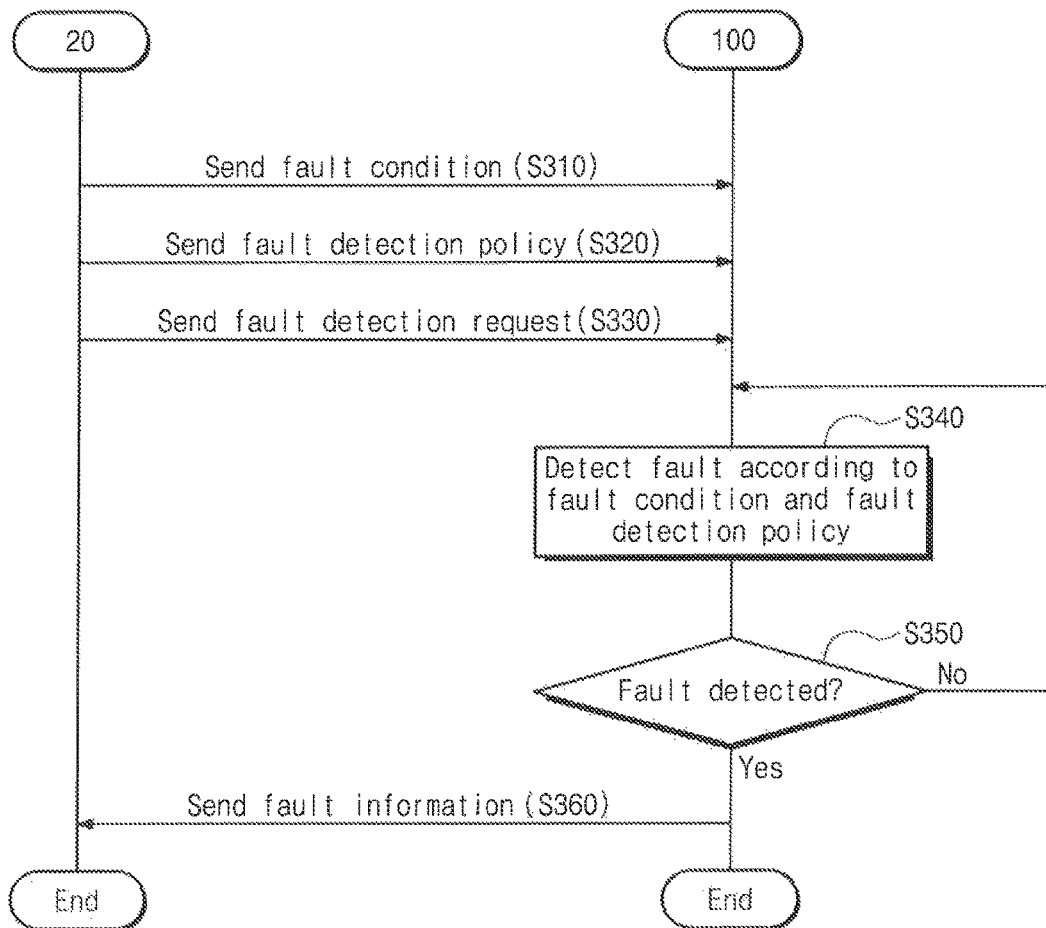 20
100
Send fault condition (S310)
Send fault detection policy (S320)
Send fault detection request(S330)
S340
Detect fault according to
fault condition and fault
detection policy
S350
Fault detected?
No
Yes
Send fault information (S360)
End
End